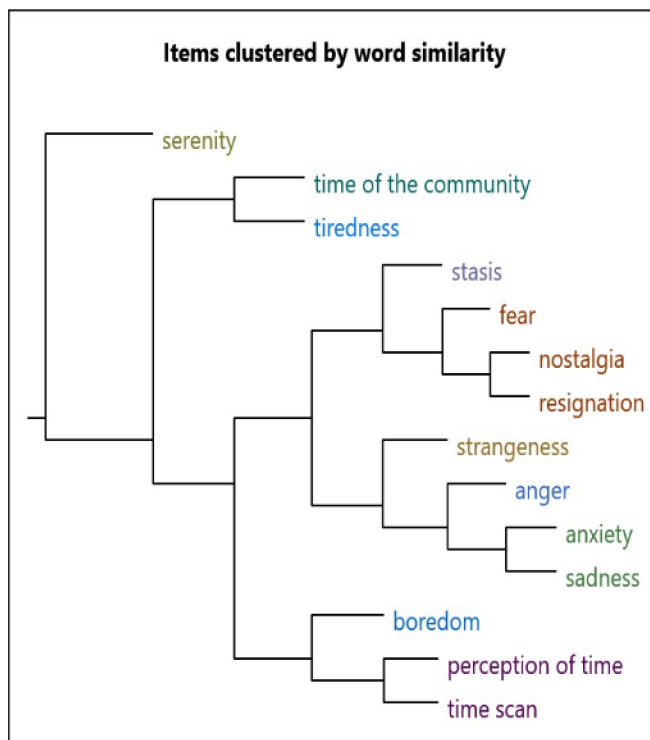 Items clustered by word similarity
serenity
time of the community
tiredness
stasis
fear
nostalgia
resignation
strangeness
anger
anxiety
sadness
boredom
perception of time
time scan